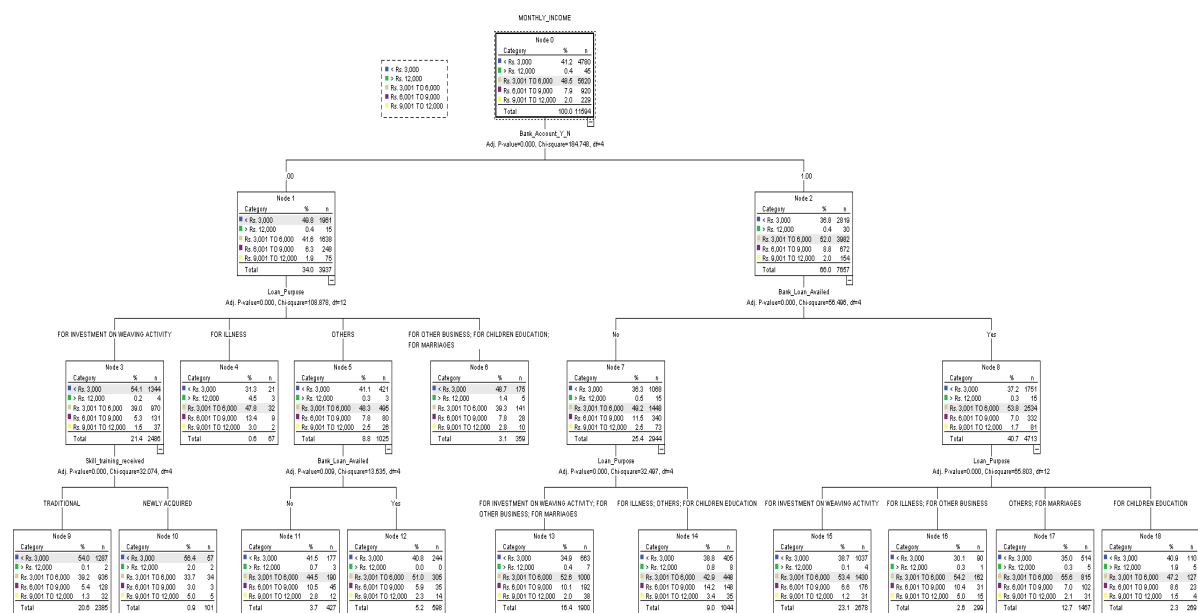 MONTHLY_INCOME
Node 0
Category % n
< Rs. 3,000 41.2 4780
> Rs. 12,000 0.4 45
Rs. 3,001 TO 6,000 48.5 5620
Rs. 6,001 TO 9,000 7.9 920
Rs. 9,001 TO 12,000 2.0 229
Total 100.0 11594
< Rs. 3,000
> Rs. 12,000
Rs. 3,001 TO 6,000
Rs. 6,001 TO 9,000
Rs. 9,001 TO 12,000
Bank_Account_Y_N
Adj. P-value=0.000, Chi-square=184.748, df=4
.00
1.00
Node 1
Category % n
< Rs. 3,000 49.8 1961
> Rs. 12,000 0.4 15
Rs. 3,001 TO 6,000 41.6 1638
Rs. 6,001 TO 9,000 6.3 248
Rs. 9,001 TO 12,000 1.9 75
Total 34.0 3937
Node 2
Category % n
< Rs. 3,000 36.8 2819
> Rs. 12,000 0.4 30
Rs. 3,001 TO 6,000 52.0 3982
Rs. 6,001 TO 9,000 8.8 672
Rs. 9,001 TO 12,000 2.0 154
Total 66.0 7657
Loan_Purpose
Adj. P-value=0.000, Chi-square=108.878, df=12
Bank_Loan_Availed
Adj. P-value=0.000, Chi-square=56.496, df=4
FOR INVESTMENT ON WEAVING ACTIVITY
FOR ILLNESS
OTHERS
FOR OTHER BUSINESS; FOR CHILDREN EDUCATION;
FOR MARRIAGES
No
Yes
Node 3
Category % n
< Rs. 3,000 54.1 1344
> Rs. 12,000 0.2 4
Rs. 3,001 TO 6,000 39.0 970
Rs. 6,001 TO 9,000 5.3 131
Rs. 9,001 TO 12,000 1.5 37
Total 21.4 2486
Node 4
Category % n
< Rs. 3,000 31.3 21
> Rs. 12,000 4.5 3
Rs. 3,001 TO 6,000 47.8 32
Rs. 6,001 TO 9,000 13.4 9
Rs. 9,001 TO 12,000 3.0 2
Total 0.6 67
Node 5
Category % n
< Rs. 3,000 41.1 421
> Rs. 12,000 0.3 3
Rs. 3,001 TO 6,000 48.3 495
Rs. 6,001 TO 9,000 7.8 80
Rs. 9,001 TO 12,000 2.5 26
Total 8.8 1025
Node 6
Category % n
< Rs. 3,000 48.7 175
> Rs. 12,000 1.4 5
Rs. 3,001 TO 6,000 39.3 141
Rs. 6,001 TO 9,000 7.8 28
Rs. 9,001 TO 12,000 2.8 10
Total 3.1 359
Node 7
Category % n
< Rs. 3,000 36.3 1068
> Rs. 12,000 0.5 15
Rs. 3,001 TO 6,000 49.2 1448
Rs. 6,001 TO 9,000 11.5 340
Rs. 9,001 TO 12,000 2.5 73
Total 25.4 2944
Node 8
Category % n
< Rs. 3,000 37.2 1751
> Rs. 12,000 0.3 15
Rs. 3,001 TO 6,000 53.8 2534
Rs. 6,001 TO 9,000 7.0 332
Rs. 9,001 TO 12,000 1.7 81
Total 40.7 4713
Skill_training_received
Adj. P-value=0.000, Chi-square=32.074, df=4
Bank_Loan_Availed
Adj. P-value=0.009, Chi-square=13.635, df=4
Loan_Purpose
Adj. P-value=0.000, Chi-square=32.497, df=4
Loan_Purpose
Adj. P-value=0.000, Chi-square=55.803, df=12
TRADITIONAL
NEWLY ACQUIRED
No
Yes
FOR INVESTMENT ON WEAVING ACTIVITY; FOR
OTHER BUSINESS; FOR MARRIAGES
FOR ILLNESS; OTHERS; FOR CHILDREN EDUCATION
FOR INVESTMENT ON WEAVING ACTIVITY
FOR ILLNESS; FOR OTHER BUSINESS
OTHERS; FOR MARRIAGES
FOR CHILDREN EDUCATION
Node 9
Category % n
< Rs. 3,000 54.0 1287
> Rs. 12,000 0.1 2
Rs. 3,001 TO 6,000 39.2 936
Rs. 6,001 TO 9,000 5.4 128
Rs. 9,001 TO 12,000 1.3 32
Total 20.6 2385
Node 10
Category % n
< Rs. 3,000 56.4 57
> Rs. 12,000 2.0 2
Rs. 3,001 TO 6,000 33.7 34
Rs. 6,001 TO 9,000 3.0 3
Rs. 9,001 TO 12,000 5.0 5
Total 0.9 101
Node 11
Category % n
< Rs. 3,000 41.5 177
> Rs. 12,000 0.7 3
Rs. 3,001 TO 6,000 44.5 190
Rs. 6,001 TO 9,000 10.5 45
Rs. 9,001 TO 12,000 2.8 12
Total 3.7 427
Node 12
Category % n
< Rs. 3,000 40.8 244
> Rs. 12,000 0.0 0
Rs. 3,001 TO 6,000 51.0 305
Rs. 6,001 TO 9,000 5.9 35
Rs. 9,001 TO 12,000 2.3 14
Total 5.2 598
Node 13
Category % n
< Rs. 3,000 34.9 663
> Rs. 12,000 0.4 7
Rs. 3,001 TO 6,000 52.6 1000
Rs. 6,001 TO 9,000 10.1 192
Rs. 9,001 TO 12,000 2.0 38
Total 16.4 1900
Node 14
Category % n
< Rs. 3,000 38.8 405
> Rs. 12,000 0.8 8
Rs. 3,001 TO 6,000 42.9 448
Rs. 6,001 TO 9,000 14.2 148
Rs. 9,001 TO 12,000 3.4 35
Total 9.0 1044
Node 15
Category % n
< Rs. 3,000 38.7 1037
> Rs. 12,000 0.1 4
Rs. 3,001 TO 6,000 53.4 1430
Rs. 6,001 TO 9,000 6.6 176
Rs. 9,001 TO 12,000 1.2 31
Total 23.1 2678
Node 16
Category % n
< Rs. 3,000 30.1 90
> Rs. 12,000 0.3 1
Rs. 3,001 TO 6,000 54.2 162
Rs. 6,001 TO 9,000 10.4 31
Rs. 9,001 TO 12,000 5.0 15
Total 2.6 299
Node 17
Category % n
< Rs. 3,000 35.0 514
> Rs. 12,000 0.3 5
Rs. 3,001 TO 6,000 55.6 815
Rs. 6,001 TO 9,000 7.0 102
Rs. 9,001 TO 12,000 2.1 31
Total 12.7 1467
Node 18
Category % n
< Rs. 3,000 40.9 110
> Rs. 12,000 1.9 5
Rs. 3,001 TO 6,000 47.2 127
Rs. 6,001 TO 9,000 8.6 23
Rs. 9,001 TO 12,000 1.5 4
Total 2.3 269